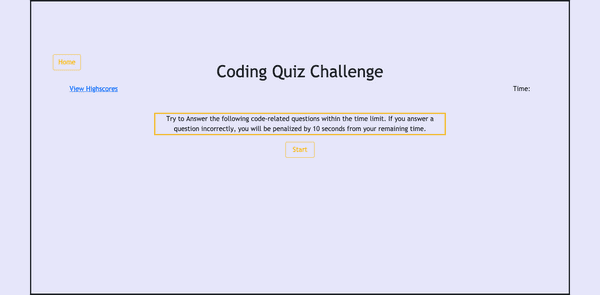 Home
Coding Quiz Challenge
View Highscores
Time:
Try to Answer the following code-related questions within the time limit. If you answer a
question incorrectly, you will be penalized by 10 seconds from your remaining time.
Start